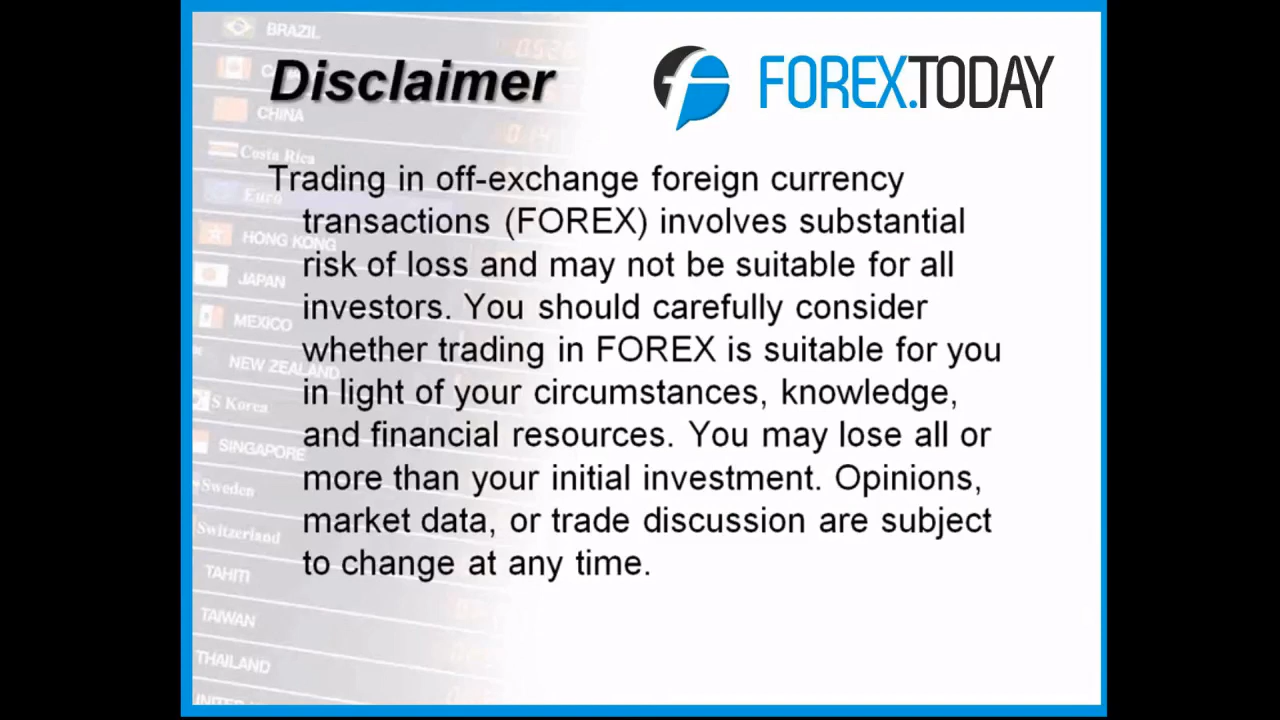 BRAZIL
Disclaimer
FOREX.TODAY
CHINA
Costa Rica
Euro
HONG KONG
JAPAN
MEXICO
NEW ZEALAND
S Korea
SINGAPORE
Sweden
Switzerland
TAHITI
TAIWAN
THAILAND
Trading in off-exchange foreign currency
transactions (FOREX) involves substantial
risk of loss and may not be suitable for all
investors. You should carefully consider
whether trading in FOREX is suitable for you
in light of your circumstances, knowledge,
and financial resources. You may lose all or
more than your initial investment. Opinions,
market data, or trade discussion are subject
to change at any time.